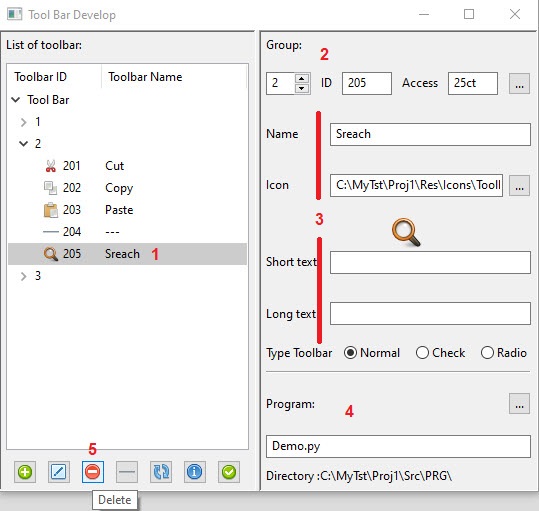 Tool Bar Develop
List of toolbar:
Toolbar ID Toolbar Name
Tool Bar
1
2
201 Cut
202 Copy
203 Paste
204 ---
205 Sreach 1
3
5
Delete
Group:
2
2 ID 205 Access 25ct ...
Name Sreach
Icon C:\MyTst\Proj1\Res\Icons\Tooll ...
3
Short text
Long text
Type Toolbar Normal Check Radio
Program: 4 ...
Demo.py
Directory :C:\MyTst\Proj1\Src\PRG\